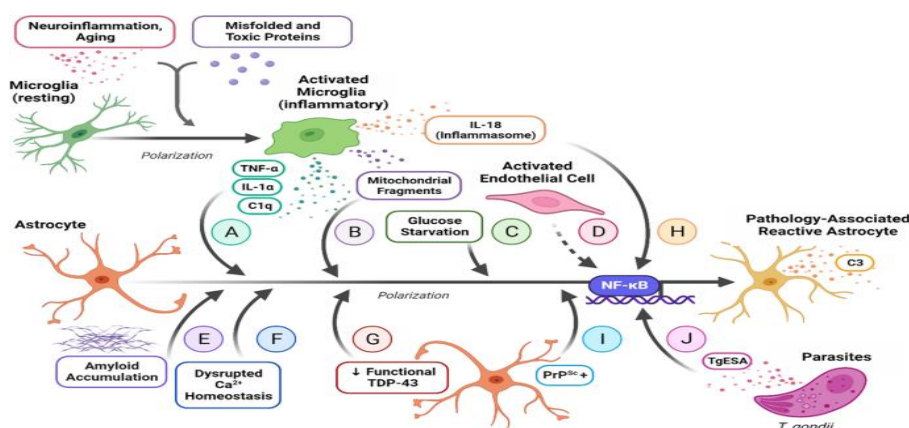 Neuroinflammation,
Aging
Misfolded and
Toxic Proteins
Microglia
(resting)
Activated
Microglia
(inflammatory)
IL-18
(Inflammasome)
Polarization
TNF-α
IL-1α
C1q
Mitochondrial
Fragments
Activated
Endothelial Cell
Glucose
Starvation
Astrocyte
A
B
C
D
H
Pathology-Associated
Reactive Astrocyte
C3
NF-κB
Polarization
E
F
G
I
J
Amyloid
Accumulation
Dysrupted
Ca²⁺
Homeostasis
↓ Functional
TDP-43
PrPˢᶜ +
TgESA
Parasites
T. gondii